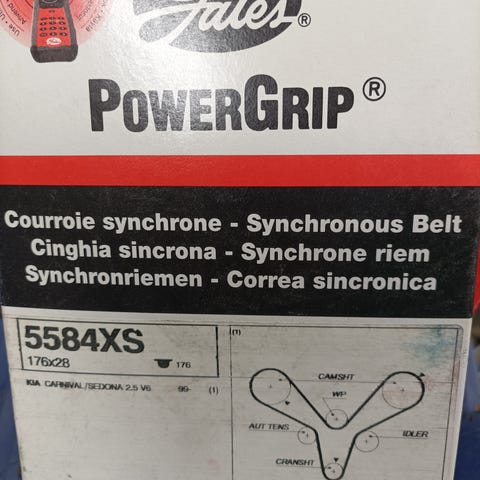 Gates®
POWERGRIP®
Courroie synchrone - Synchronous Belt
Cinghia sincrona - Synchrone riem
Synchronriemen - Correa sincronica
5584XS
176x28 176
KIA CARNIVAL/SEDONA 2.5 V6 99- (1)
(1)
CAMSHT
WP
AUT TENS
IDLER
CRANSHT